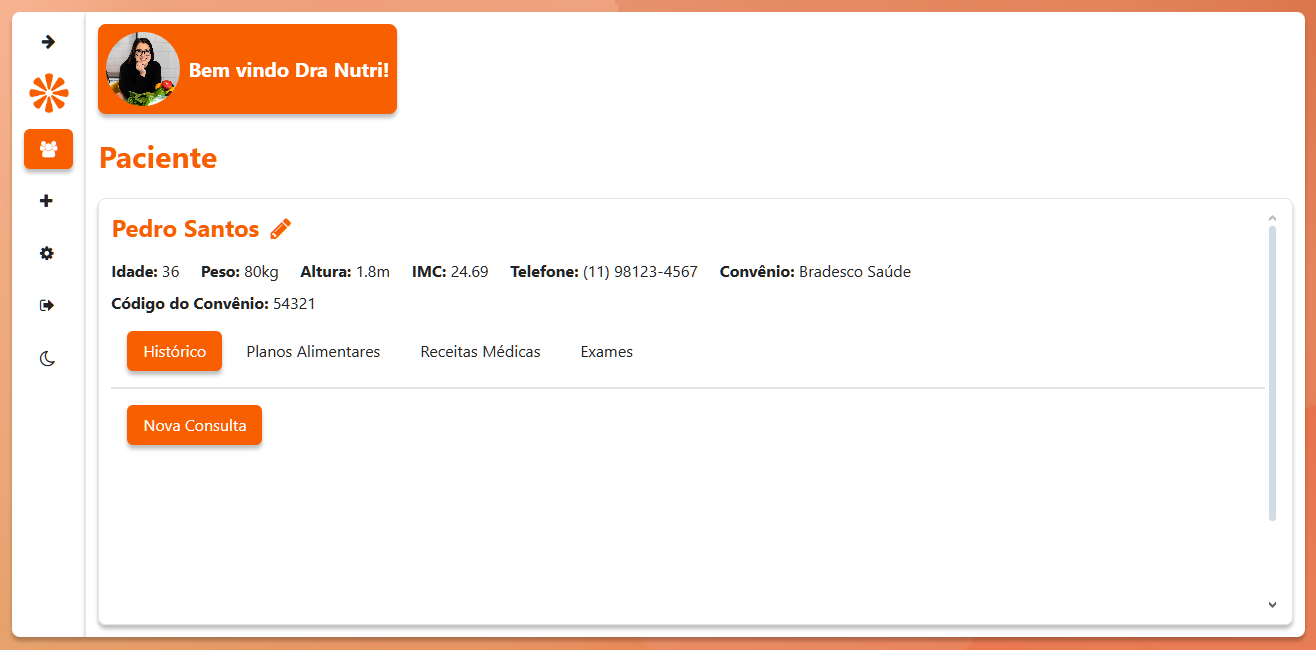 Bem vindo Dra Nutri!
Paciente
Pedro Santos
Idade: 36 Peso: 80kg Altura: 1.8m IMC: 24.69 Telefone: (11) 98123-4567 Convênio: Bradesco Saúde
Código do Convênio: 54321
Histórico Planos Alimentares Receitas Médicas Exames
Nova Consulta